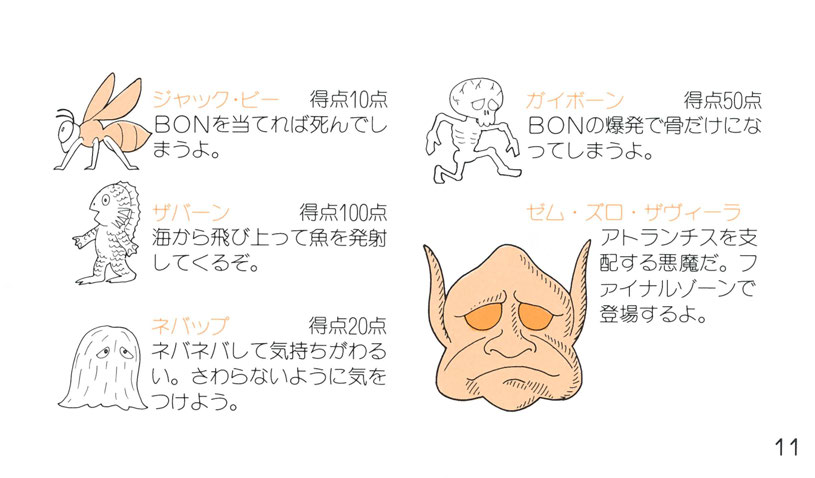 ジャック・ビー 得点10点
BONを当てれば死んでし
まうよ。
ザバーン 得点100点
海から飛び上って魚を発射
してくるぞ。
ネバップ 得点20点
ネバネバして気持ちがわる
い。さわらないように気を
つけよう。
ガイボーン 得点50点
BONの爆発で骨だけにな
ってしまうよ。
ゼム・ズロ・ザヴィーラ
アトランチスを支
配する悪魔だ。フ
ァイナルゾーンで
登場するよ。
11